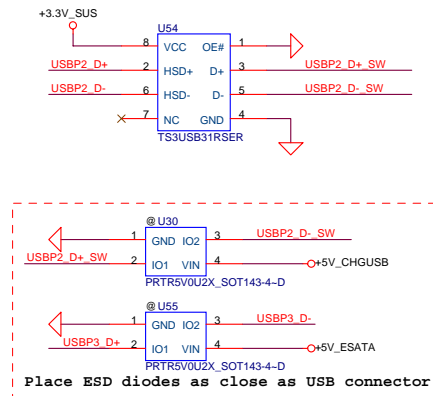 +3.3V_SUS
U54
8 VCC OE# 1
USBP2_D+ 2 HSD+ D+ 3 USBP2_D+_SW
USBP2_D- 6 HSD- D- 5 USBP2_D-_SW
7 NC GND 4
TS3USB31RSER
@ U30
1 GND IO2 3 USBP2_D-_SW
USBP2_D+_SW 2 IO1 VIN 4 +5V_CHGUSB
PRTR5V0U2X_SOT143-4~D
@ U55
1 GND IO2 3 USBP3_D-
USBP3_D+ 2 IO1 VIN 4 +5V_ESATA
PRTR5V0U2X_SOT143-4~D
Place ESD diodes as close as USB connector